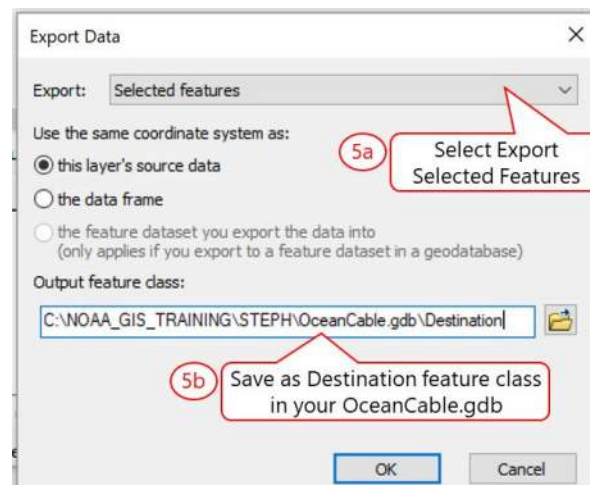 Export Data
Export: Selected features
Use the same coordinate system as:
5a
Select Export
Selected Features
this layer's source data
the data frame
the feature dataset you export the data into
(only applies if you export to a feature dataset in a geodatabase)
Output feature class:
C:\NOAA_GIS_TRAINING\STEPH\OceanCable.gdb\Destination
5b
Save as Destination feature class
in your OceanCable.gdb
OK Cancel